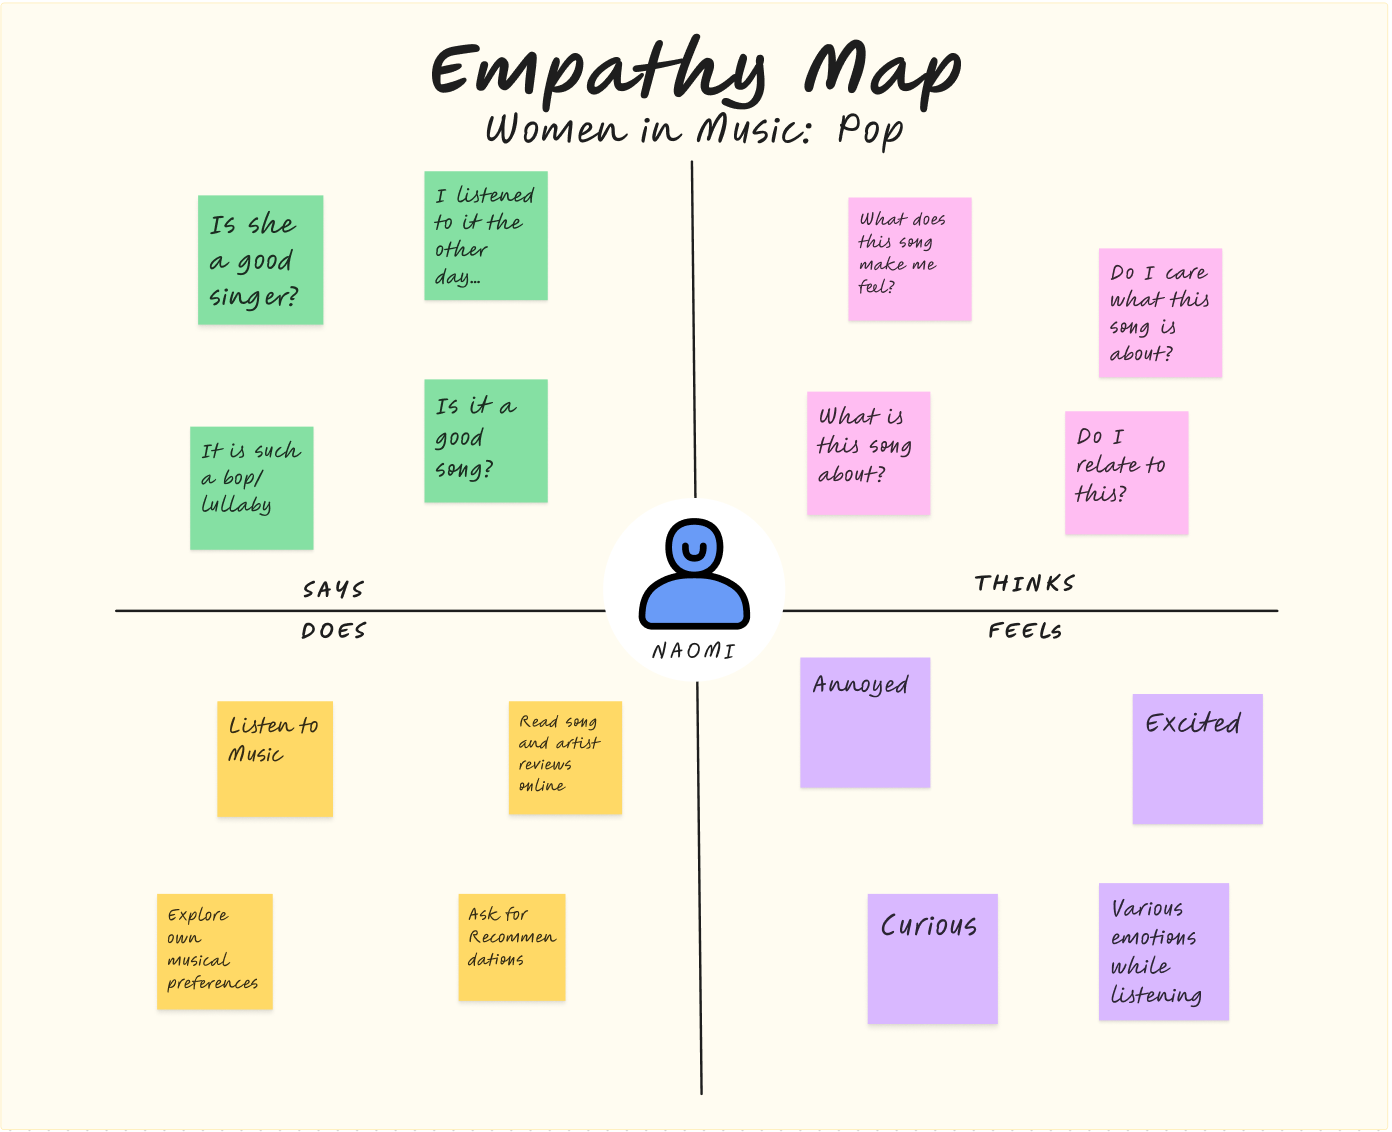 Empathy Map
Women in Music: Pop
Is she
a good
singer?
I listened
to it the
other
day...
It is such
a bop/
lullaby
Is it a
good
song?
SAYS
What does
this song
make me
feel?
Do I care
what this
song is
about?
What is
this song
about?
Do I
relate to
this?
THINKS
NAOMI
DOES
Listen to
Music
Read song
and artist
reviews
online
Explore
own
musical
preferences
Ask for
Recommen
dations
FEELS
Annoyed
Excited
Curious
Various
emotions
while
listening